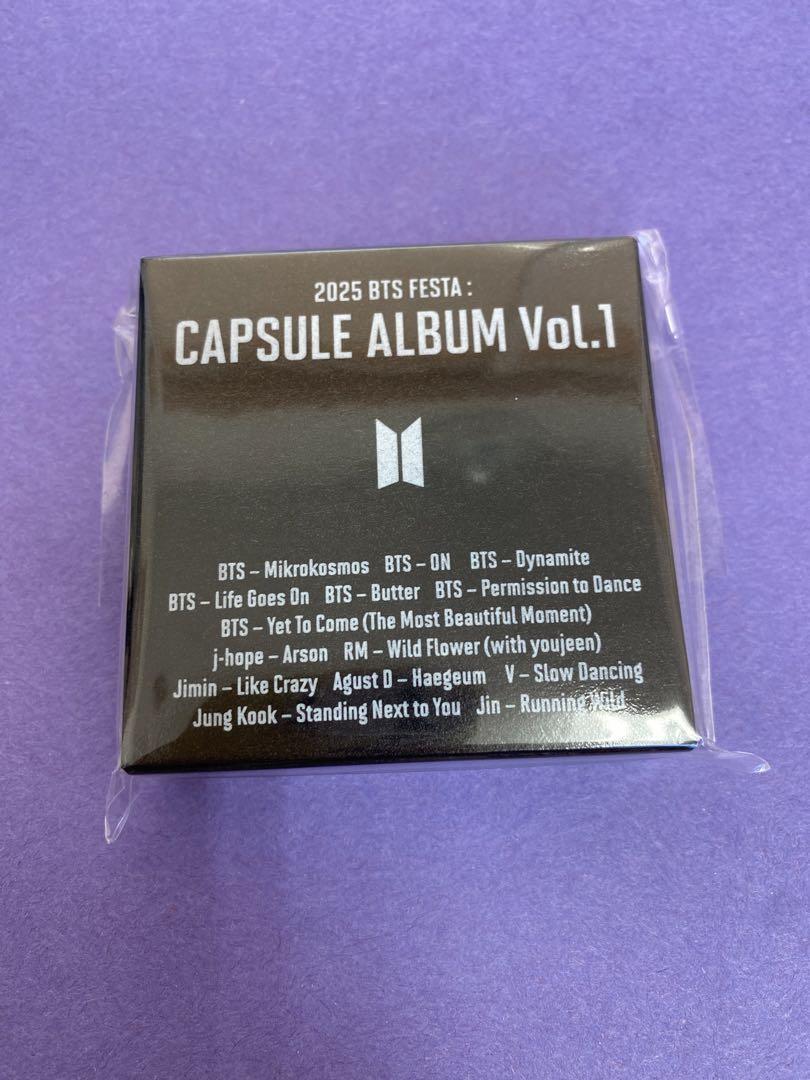 2025 BTS FESTA :
CAPSULE ALBUM Vol.1
BTS – Mikrokosmos BTS – ON BTS – Dynamite
BTS – Life Goes On BTS – Butter BTS – Permission to Dance
BTS – Yet To Come (The Most Beautiful Moment)
j-hope – Arson RM – Wild Flower (with youjeen)
Jimin – Like Crazy Agust D – Haegeum V – Slow Dancing
Jung Kook – Standing Next to You Jin – Running Wild